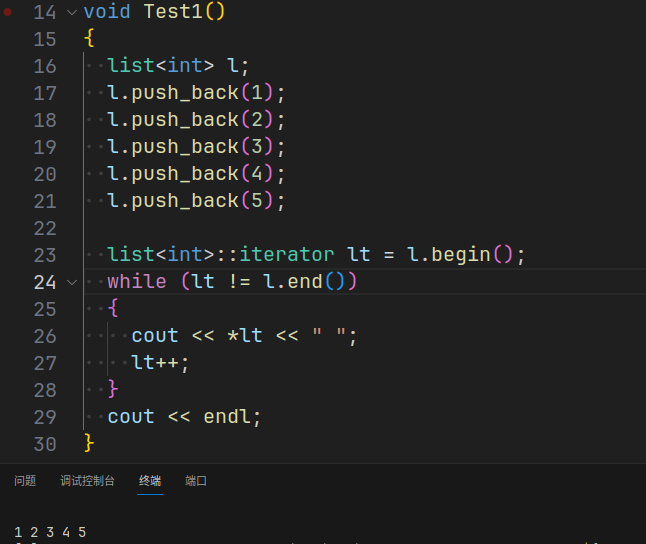 14 void Test1()
15 {
16 list<int> l;
17 l.push_back(1);
18 l.push_back(2);
19 l.push_back(3);
20 l.push_back(4);
21 l.push_back(5);
22
23 list<int>::iterator lt = l.begin();
24 while (lt != l.end())
25 {
26 cout << *lt << " ";
27 lt++;
28 }
29 cout << endl;
30 }
问题 调试控制台 终端 端口
1 2 3 4 5